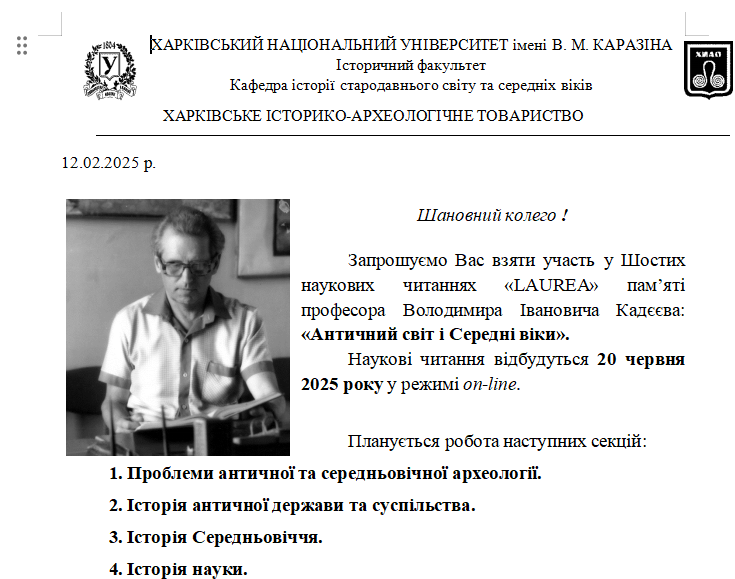 ХАРКІВСЬКИЙ НАЦІОНАЛЬНИЙ УНІВЕРСИТЕТ імені В. М. КАРАЗІНА
Історичний факультет
Кафедра історії стародавнього світу та середніх віків
ХАРКІВСЬКЕ ІСТОРИКО-АРХЕОЛОГІЧНЕ ТОВАРИСТВО
1804
У
ХИАО
12.02.2025 р.
Шановний колего !
Запрошуємо Вас взяти участь у Шостих
наукових читаннях «LAUREA» пам’яті
професора Володимира Івановича Кадєєва:
«Античний світ і Середні віки».
Наукові читання відбудуться 20 червня
2025 року у режимі on-line.
Планується робота наступних секцій:
1. Проблеми античної та середньовічної археології.
2. Історія античної держави та суспільства.
3. Історія Середньовіччя.
4. Історія науки.